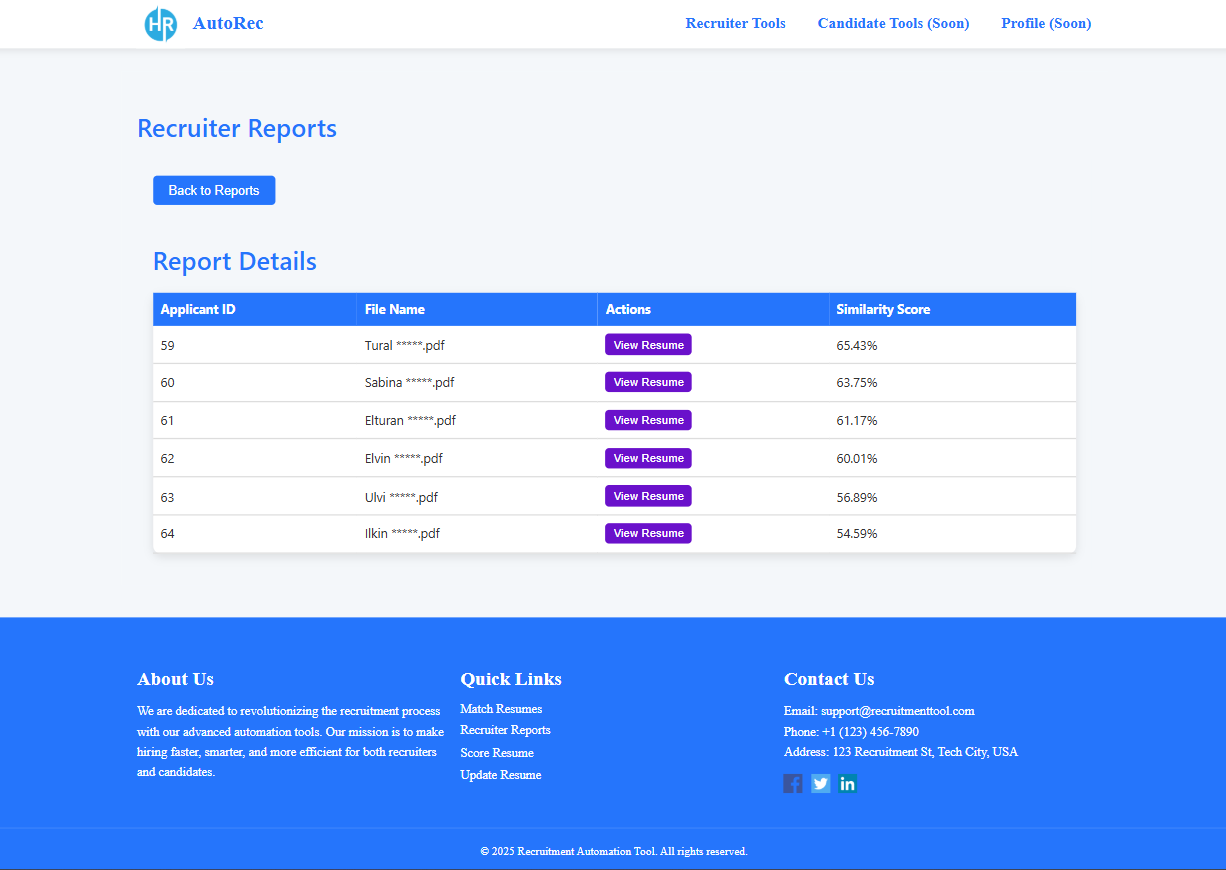 HR AutoRec Recruiter Tools Candidate Tools (Soon) Profile (Soon)
Recruiter Reports
Back to Reports
Report Details
Applicant ID File Name Actions Similarity Score
59 Tural *****.pdf View Resume 65.43%
60 Sabina *****.pdf View Resume 63.75%
61 Elturan *****.pdf View Resume 61.17%
62 Elvin *****.pdf View Resume 60.01%
63 Ulvi *****.pdf View Resume 56.89%
64 Ilkin *****.pdf View Resume 54.59%
About Us
We are dedicated to revolutionizing the recruitment process
with our advanced automation tools. Our mission is to make
hiring faster, smarter, and more efficient for both recruiters
and candidates.
Quick Links
Match Resumes
Recruiter Reports
Score Resume
Update Resume
Contact Us
Email: support@recruitmenttool.com
Phone: +1 (123) 456-7890
Address: 123 Recruitment St, Tech City, USA
f in
© 2025 Recruitment Automation Tool. All rights reserved.